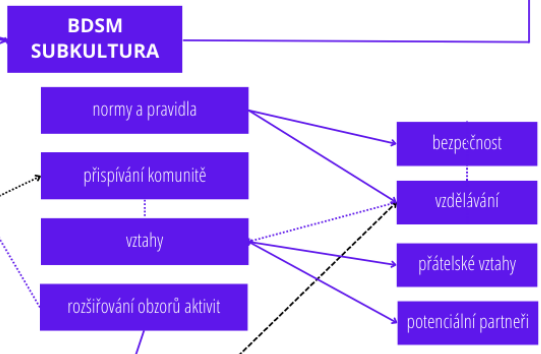 BDSM
SUBKULTURA
normy a pravidla
přispívání komunitě
vztahy
rozšiřování obzorů aktivit
bezpečnost
vzdělávání
přátelské vztahy
potenciální partneři